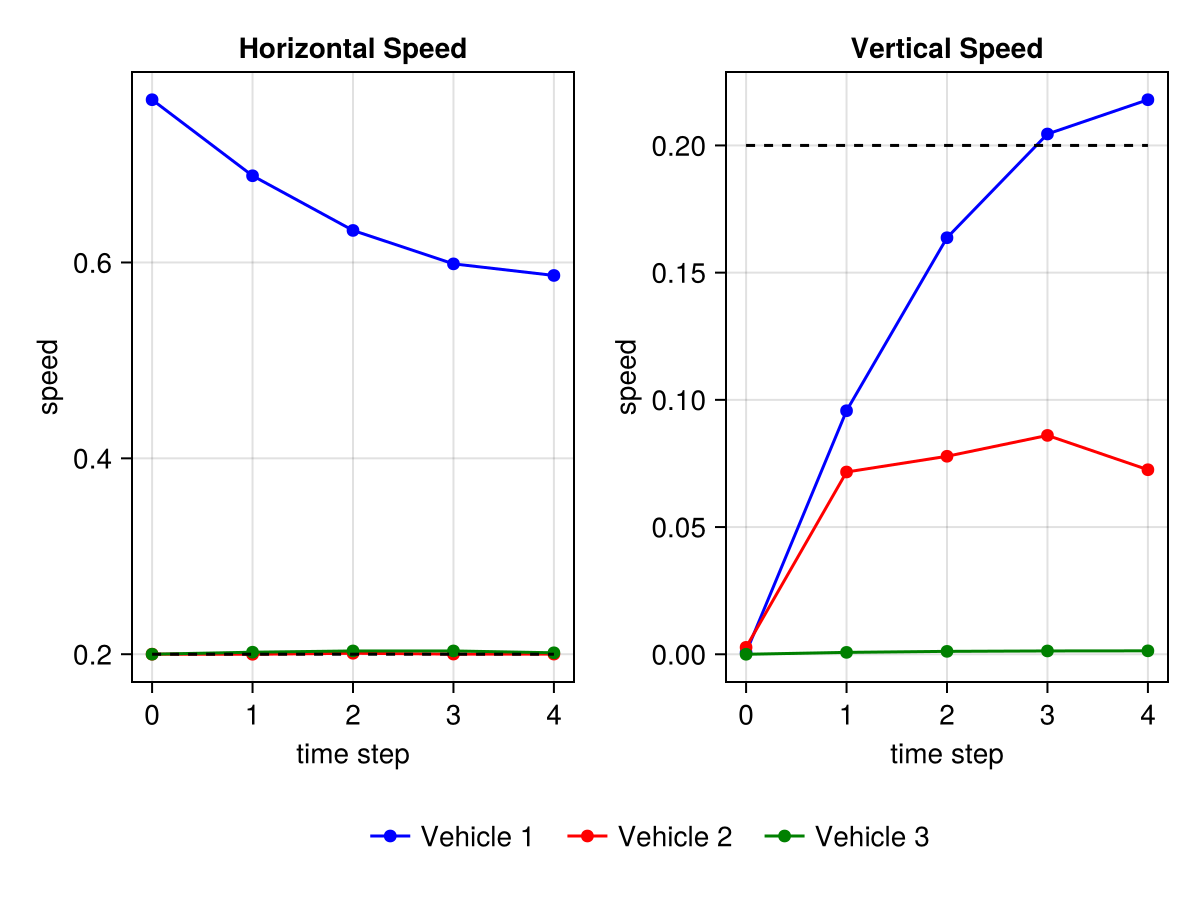 Horizontal Speed
Vertical Speed
speed
0.6
0.4
0.2
0 1 2 3 4
time step
speed
0.20
0.15
0.10
0.05
0.00
0 1 2 3 4
time step
Vehicle 1 Vehicle 2 Vehicle 3